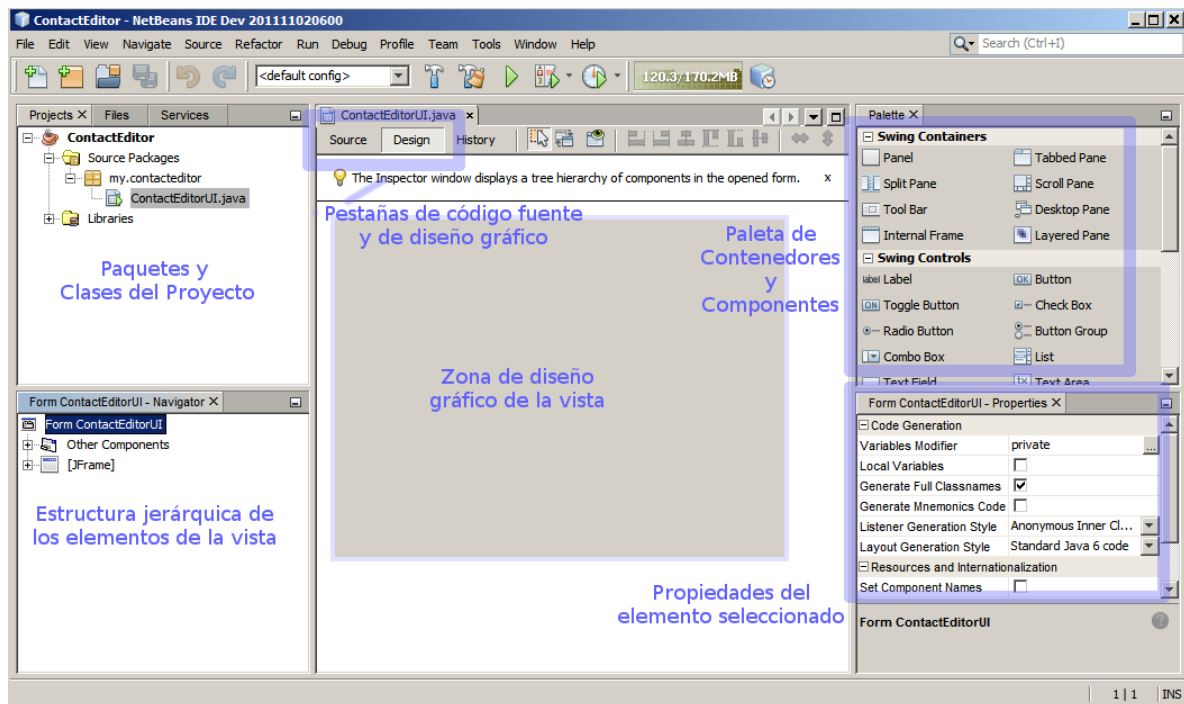 ContactEditor - NetBeans IDE Dev 201111020600
File Edit View Navigate Source Refactor Run Debug Profile Team Tools Window Help
Search (Ctrl+I)
<default config>
120.3/170.2MB
Projects Files Services
ContactEditor
Source Packages
my.contacteditor
ContactEditorUI.java
Libraries
Paquetes y
Clases del Proyecto
Form ContactEditorUI - Navigator
Form ContactEditorUI
Other Components
[JFrame]
Estructura jerárquica de
los elementos de la vista
ContactEditorUI.java
Source Design History
The Inspector window displays a tree hierarchy of components in the opened form. x
Pestañas de código fuente
y de diseño gráfico
Paleta de
Contenedores
y
Componentes
Zona de diseño
gráfico de la vista
Propiedades del
elemento seleccionado
Palette
Swing Containers
Panel Tabbed Pane
Split Pane Scroll Pane
Tool Bar Desktop Pane
Internal Frame Layered Pane
Swing Controls
label Label OK Button
ON Toggle Button Check Box
Radio Button Button Group
Combo Box List
Text Field Text Area
Form ContactEditorUI - Properties
Code Generation
Variables Modifier private ...
Local Variables
Generate Full Classnames
Generate Mnemonics Code
Listener Generation Style Anonymous Inner Cl...
Layout Generation Style Standard Java 6 code
Resources and Internationalization
Set Component Names
Form ContactEditorUI
1 | 1 INS